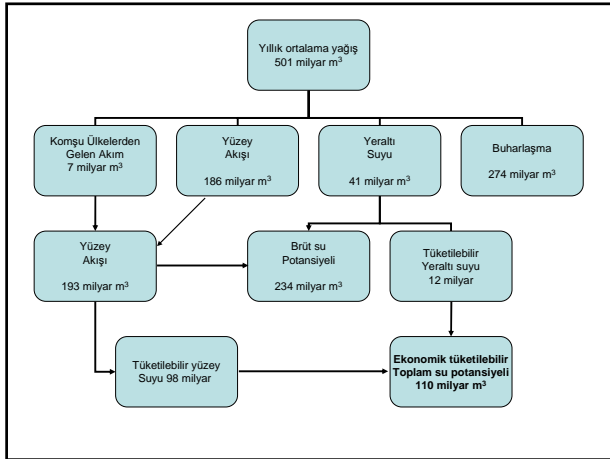 Yıllık ortalama yağış
501 milyar m³
Komşu Ülkelerden
Gelen Akım
7 milyar m³
Yüzey
Akışı
186 milyar m³
Yeraltı
Suyu
41 milyar m³
Buharlaşma
274 milyar m³
Yüzey
Akışı
193 milyar m³
Brüt su
Potansiyeli
234 milyar m³
Tüketilebilir
Yeraltı suyu
12 milyar
Tüketilebilir yüzey
Suyu 98 milyar
Ekonomik tüketilebilir
Toplam su potansiyeli
110 milyar m³